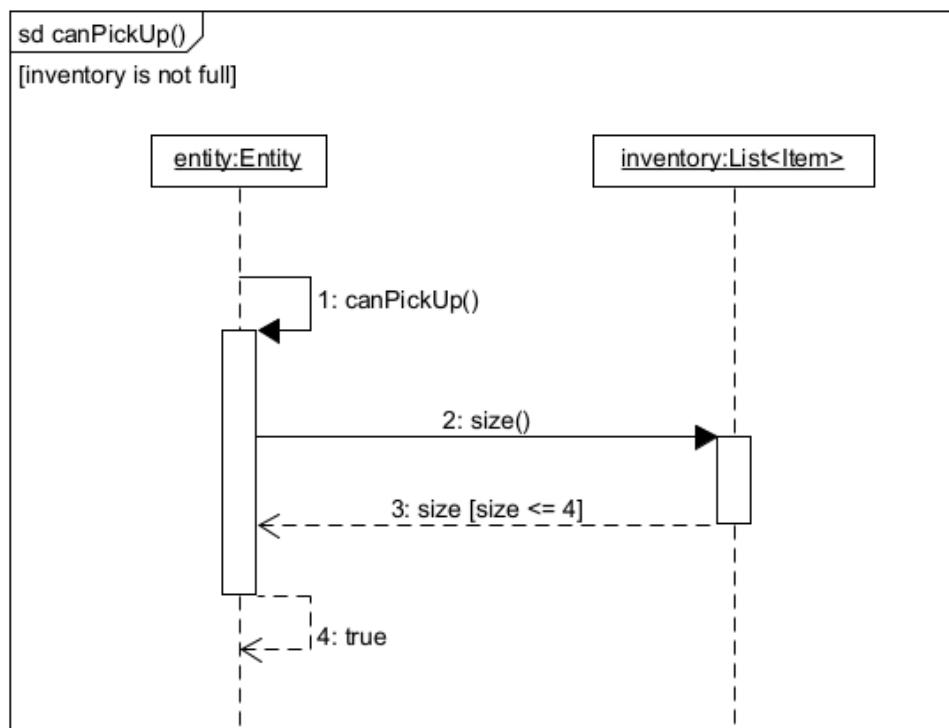 sd canPickUp()
[inventory is not full]
entity:Entity
inventory:List<Item>
1: canPickUp()
2: size()
3: size [size <= 4]
4: true